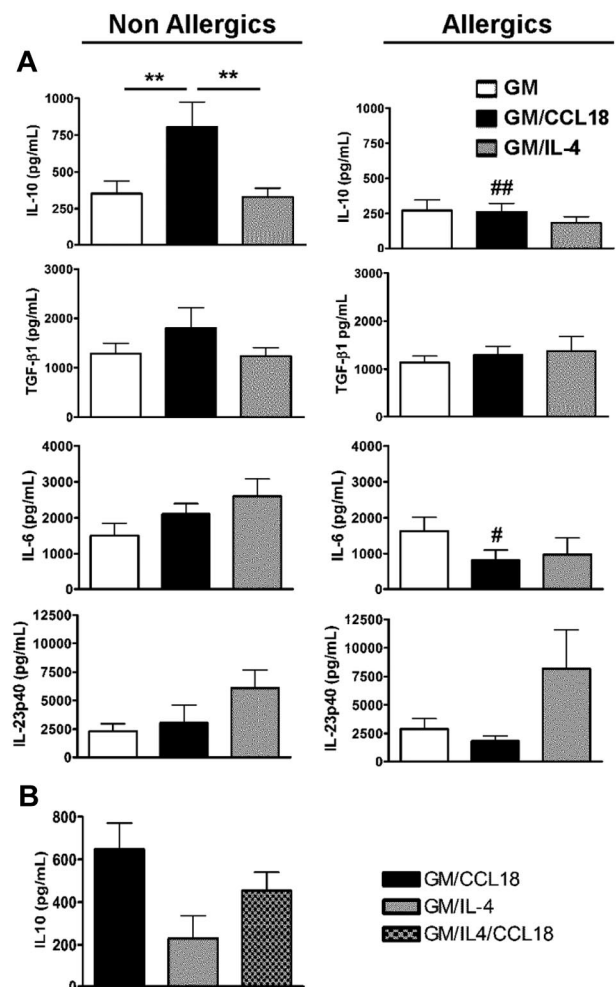 Non Allergics
Allergics
A
** **
1000
750
500
250
0
IL-10 (pg/mL)
GM
GM/CCL18
GM/IL-4
1000
750
500
250
0
IL-10 (pg/mL)
##
3000
2000
1000
0
TGF-β1 (pg/mL)
3000
2000
1000
0
TGF-β1 pg/mL)
4000
3000
2000
1000
0
IL-6 (pg/mL)
4000
3000
2000
1000
0
IL-6 (pg/mL)
#
12500
10000
7500
5000
2500
0
IL-23p40 (pg/mL)
12500
10000
7500
5000
2500
0
IL-23p40 (pg/mL)
B
800
600
400
200
0
IL10 (pg/mL)
GM/CCL18
GM/IL-4
GM/IL4/CCL18